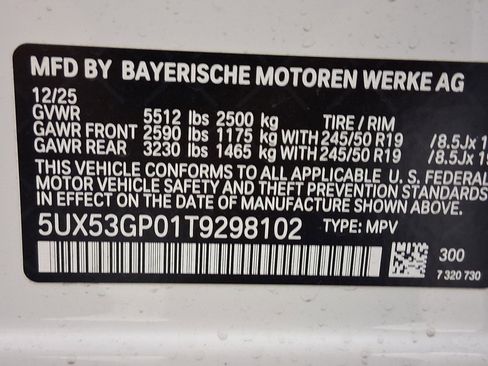 MFD BY BAYERISCHE MOTOREN WERKE AG
12/25
GVWR 5512 lbs 2500 kg TIRE / RIM
GAWR FRONT 2590 lbs 1175 kg WITH 245/50 R19 /8.5Jx 1
GAWR REAR 3230 lbs 1465 kg WITH 245/50 R19 /8.5Jx 19
THIS VEHICLE CONFORMS TO ALL APPLICABLE U.S. FEDERAL
MOTOR VEHICLE SAFETY AND THEFT PREVENTION STANDARDS
IN EFFECT ON THE DATE OF MANUFACTURE SHOWN ABOVE.
5UX53GP01T9298102 TYPE: MPV
300
7 320 730